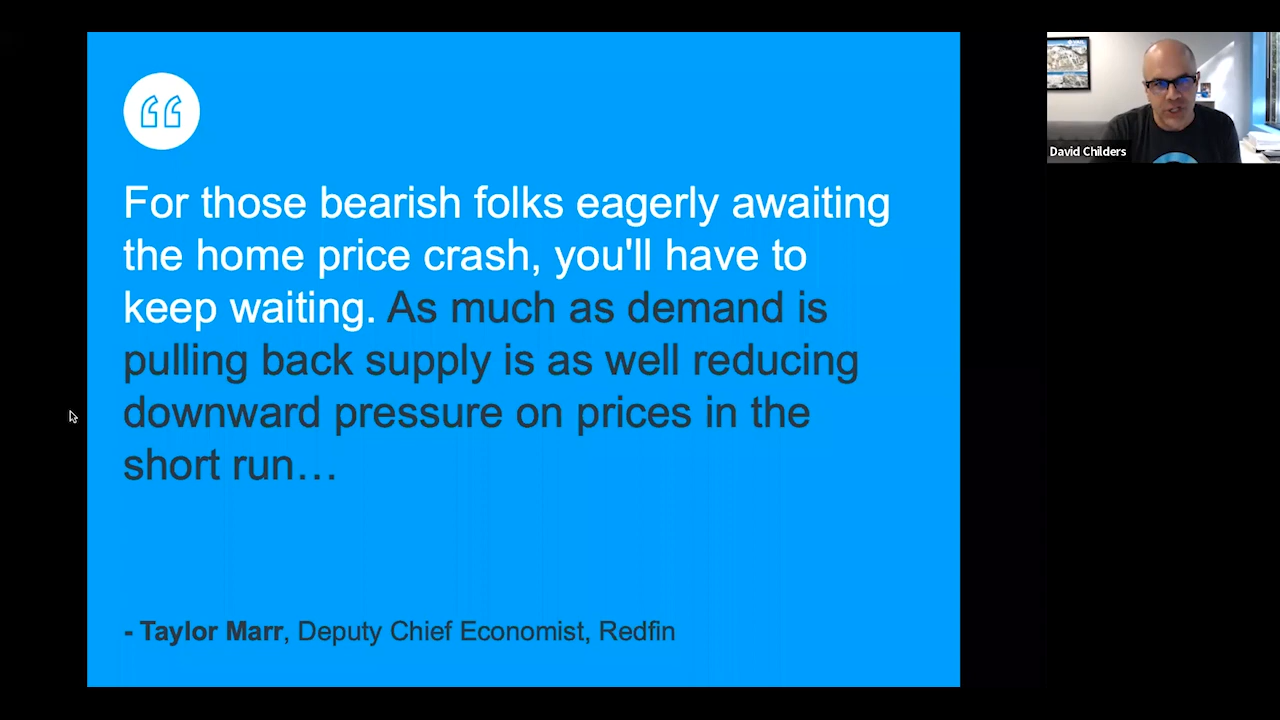 For those bearish folks eagerly awaiting
the home price crash, you'll have to
keep waiting. As much as demand is
pulling back supply is as well reducing
downward pressure on prices in the
short run…
- Taylor Marr, Deputy Chief Economist, Redfin
David Childers